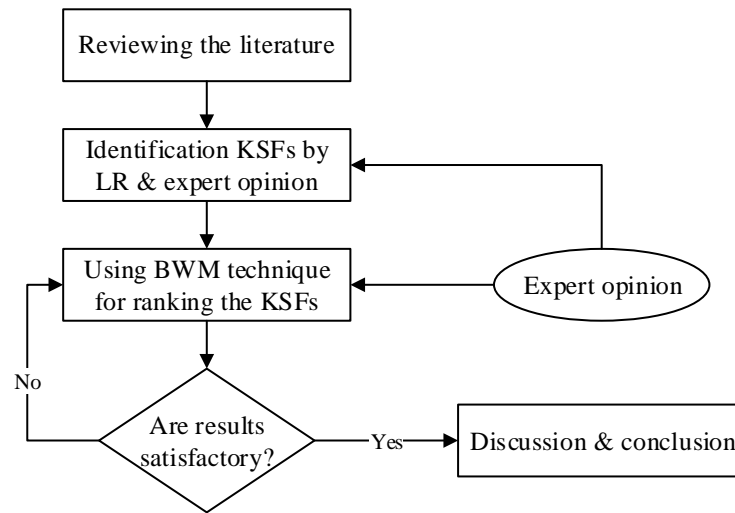 Reviewing the literature
Identification KSFs by
LR & expert opinion
Using BWM technique
for ranking the KSFs
Expert opinion
No
Are results
satisfactory?
Yes
Discussion & conclusion